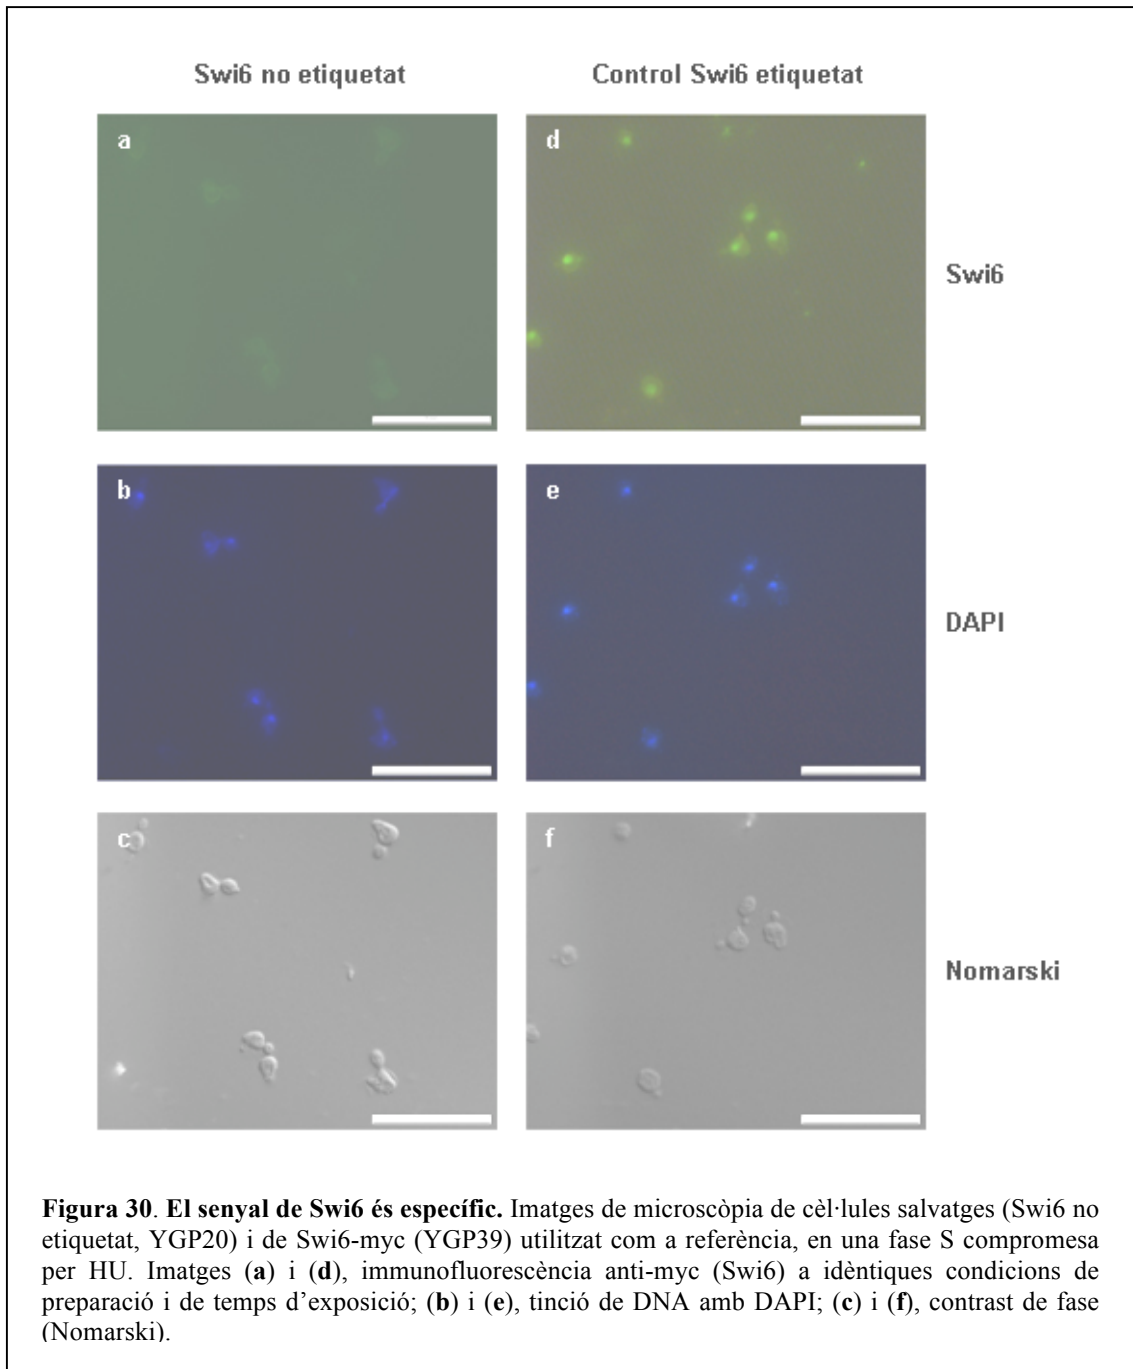 Swi6 no etiquetat
Control Swi6 etiquetat
a
d
Swi6
b
e
DAPI
c
f
Nomarski
Figura 30. El senyal de Swi6 és específic. Imatges de microscòpia de cèl·lules salvatges (Swi6 no
etiquetat, YGP20) i de Swi6-myc (YGP39) utilitzat com a referència, en una fase S compromesa
per HU. Imatges (a) i (d), immunofluorescència anti-myc (Swi6) a idèntiques condicions de
preparació i de temps d’exposició; (b) i (e), tinció de DNA amb DAPI; (c) i (f), contrast de fase
(Nomarski).